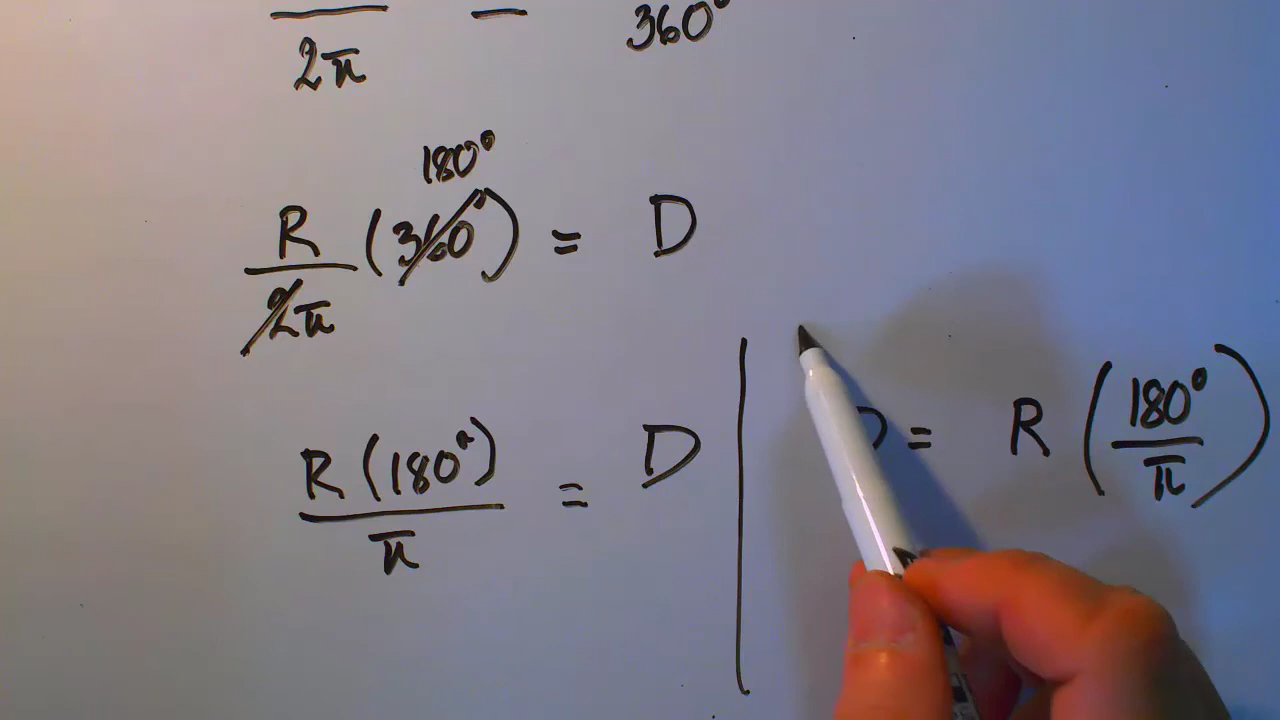 2π = 360°
180°
R/2π (360°) = D
R(180°)/π = D
D = R (180°/π)